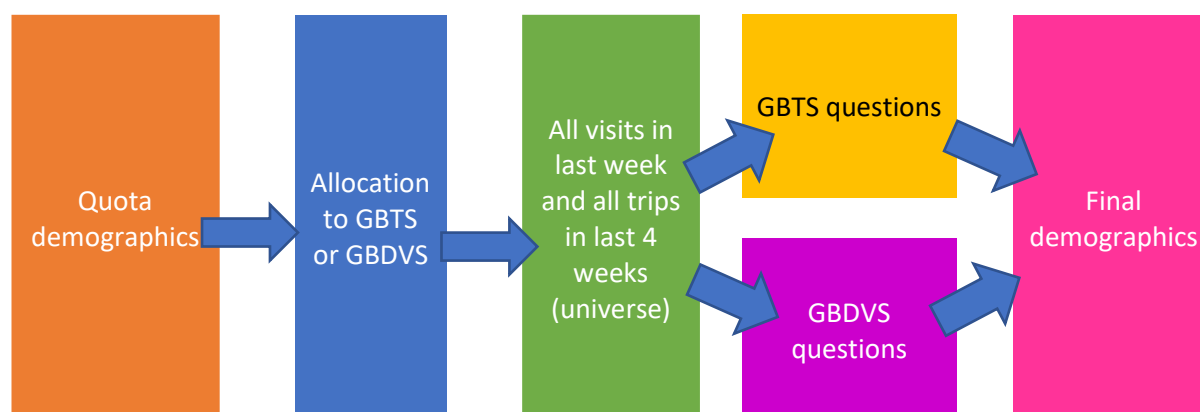 Quota
demographics
Allocation
to GBTS
or GBDVS
All visits in
last week
and all trips
in last 4
weeks
(universe)
GBTS questions
GBDVS
questions
Final
demographics